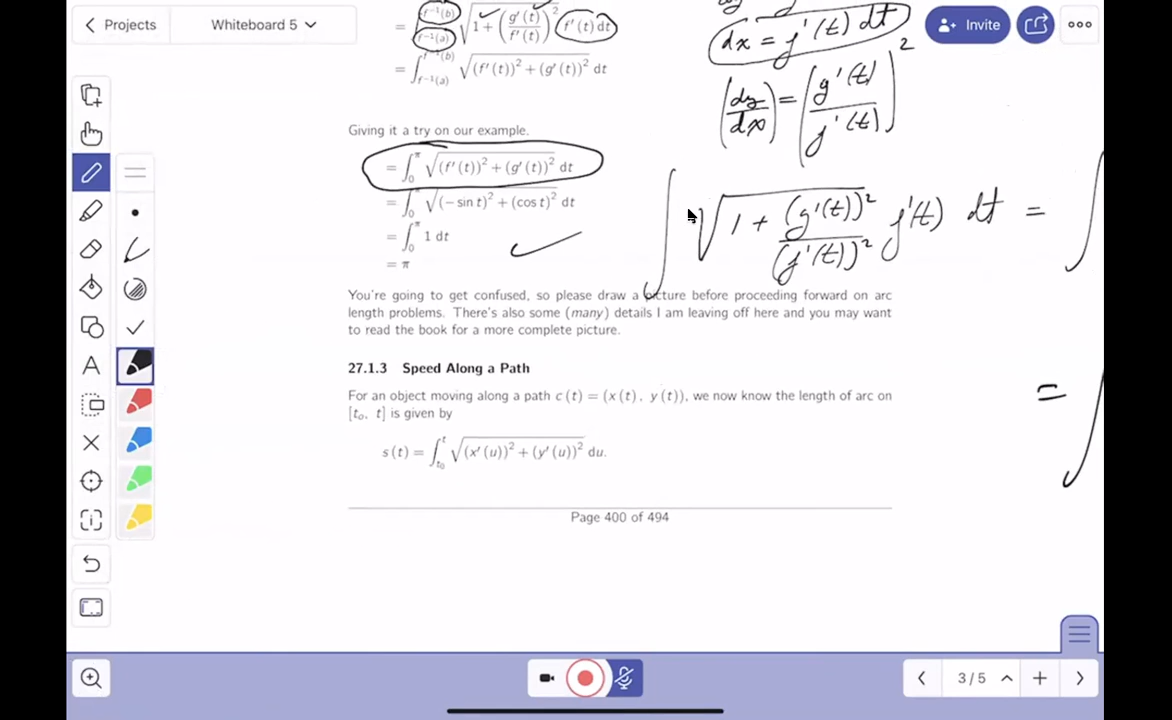 Projects
Whiteboard 5
Invite
= ∫_{f⁻¹(a)}^{f⁻¹(b)} √(1 + (g′(t)/f′(t))²) f′(t) dt
= ∫_{f⁻¹(a)}^{f⁻¹(b)} √((f′(t))² + (g′(t))²) dt
dx = f′(t) dt
(dy/dx) = (g′(t)/f′(t))²
Giving it a try on our example.
= ∫₀^π √((f′(t))² + (g′(t))²) dt
= ∫₀^π √((− sin t)² + (cos t)²) dt
= ∫₀^π 1 dt
= π
∫ √(1 + (g′(t))²/(f′(t))²) f′(t) dt = ∫
= ∫
You're going to get confused, so please draw a picture before proceeding forward on arc
length problems. There's also some (many) details I am leaving off here and you may want
to read the book for a more complete picture.
27.1.3 Speed Along a Path
For an object moving along a path c (t) = (x (t), y (t)), we now know the length of arc on
[t₀, t] is given by
s (t) = ∫_{t₀}^{t} √((x′ (u))² + (y′ (u))²) du.
Page 400 of 494
A
3 / 5